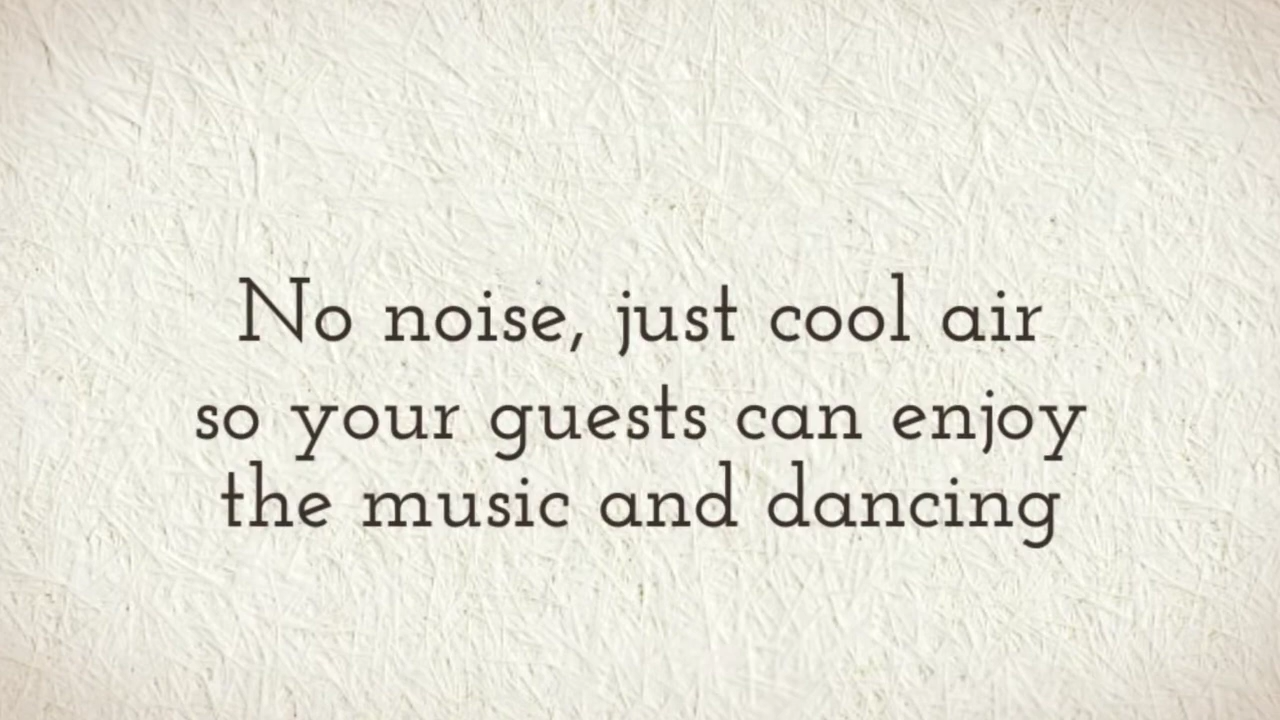 No noise, just cool air
so your guests can enjoy
the music and dancing